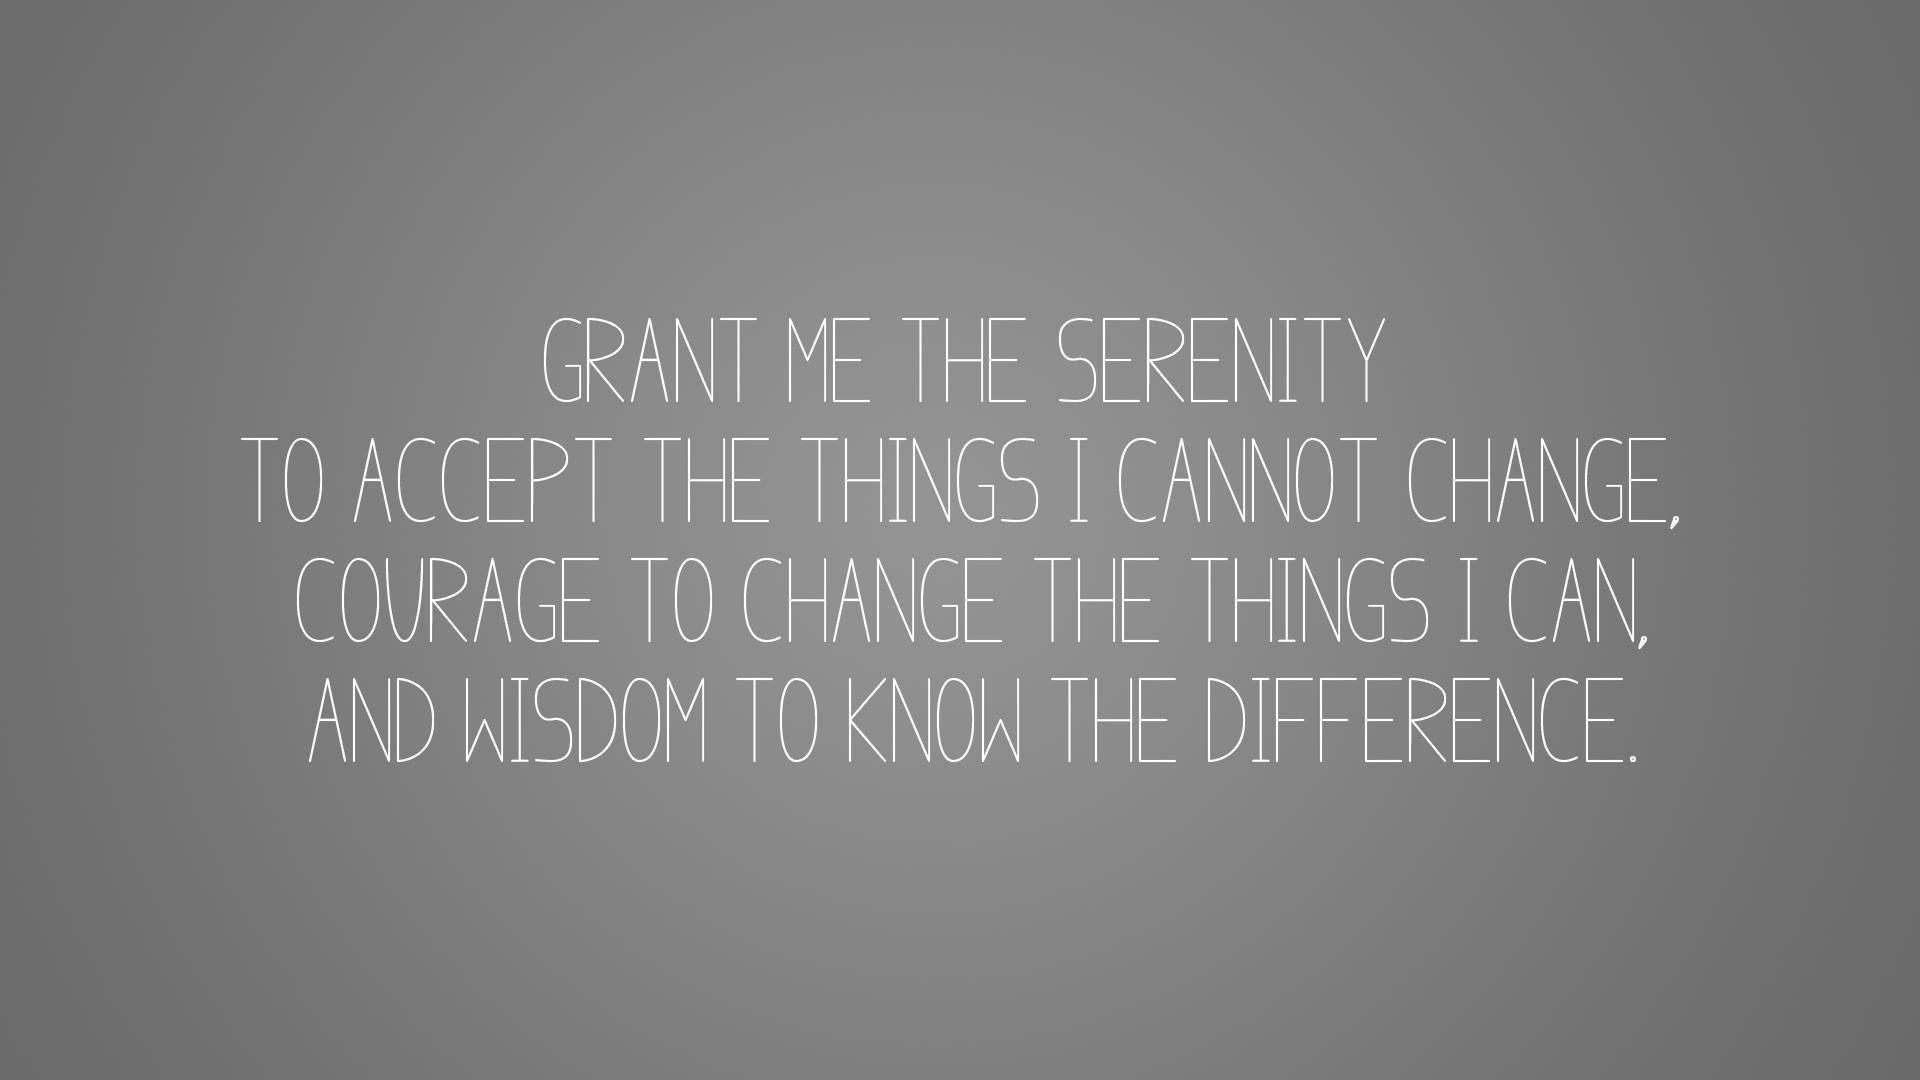 GRANT ME THE SERENITY
TO ACCEPT THE THINGS I CANNOT CHANGE,
COURAGE TO CHANGE THE THINGS I CAN,
AND WISDOM TO KNOW THE DIFFERENCE.